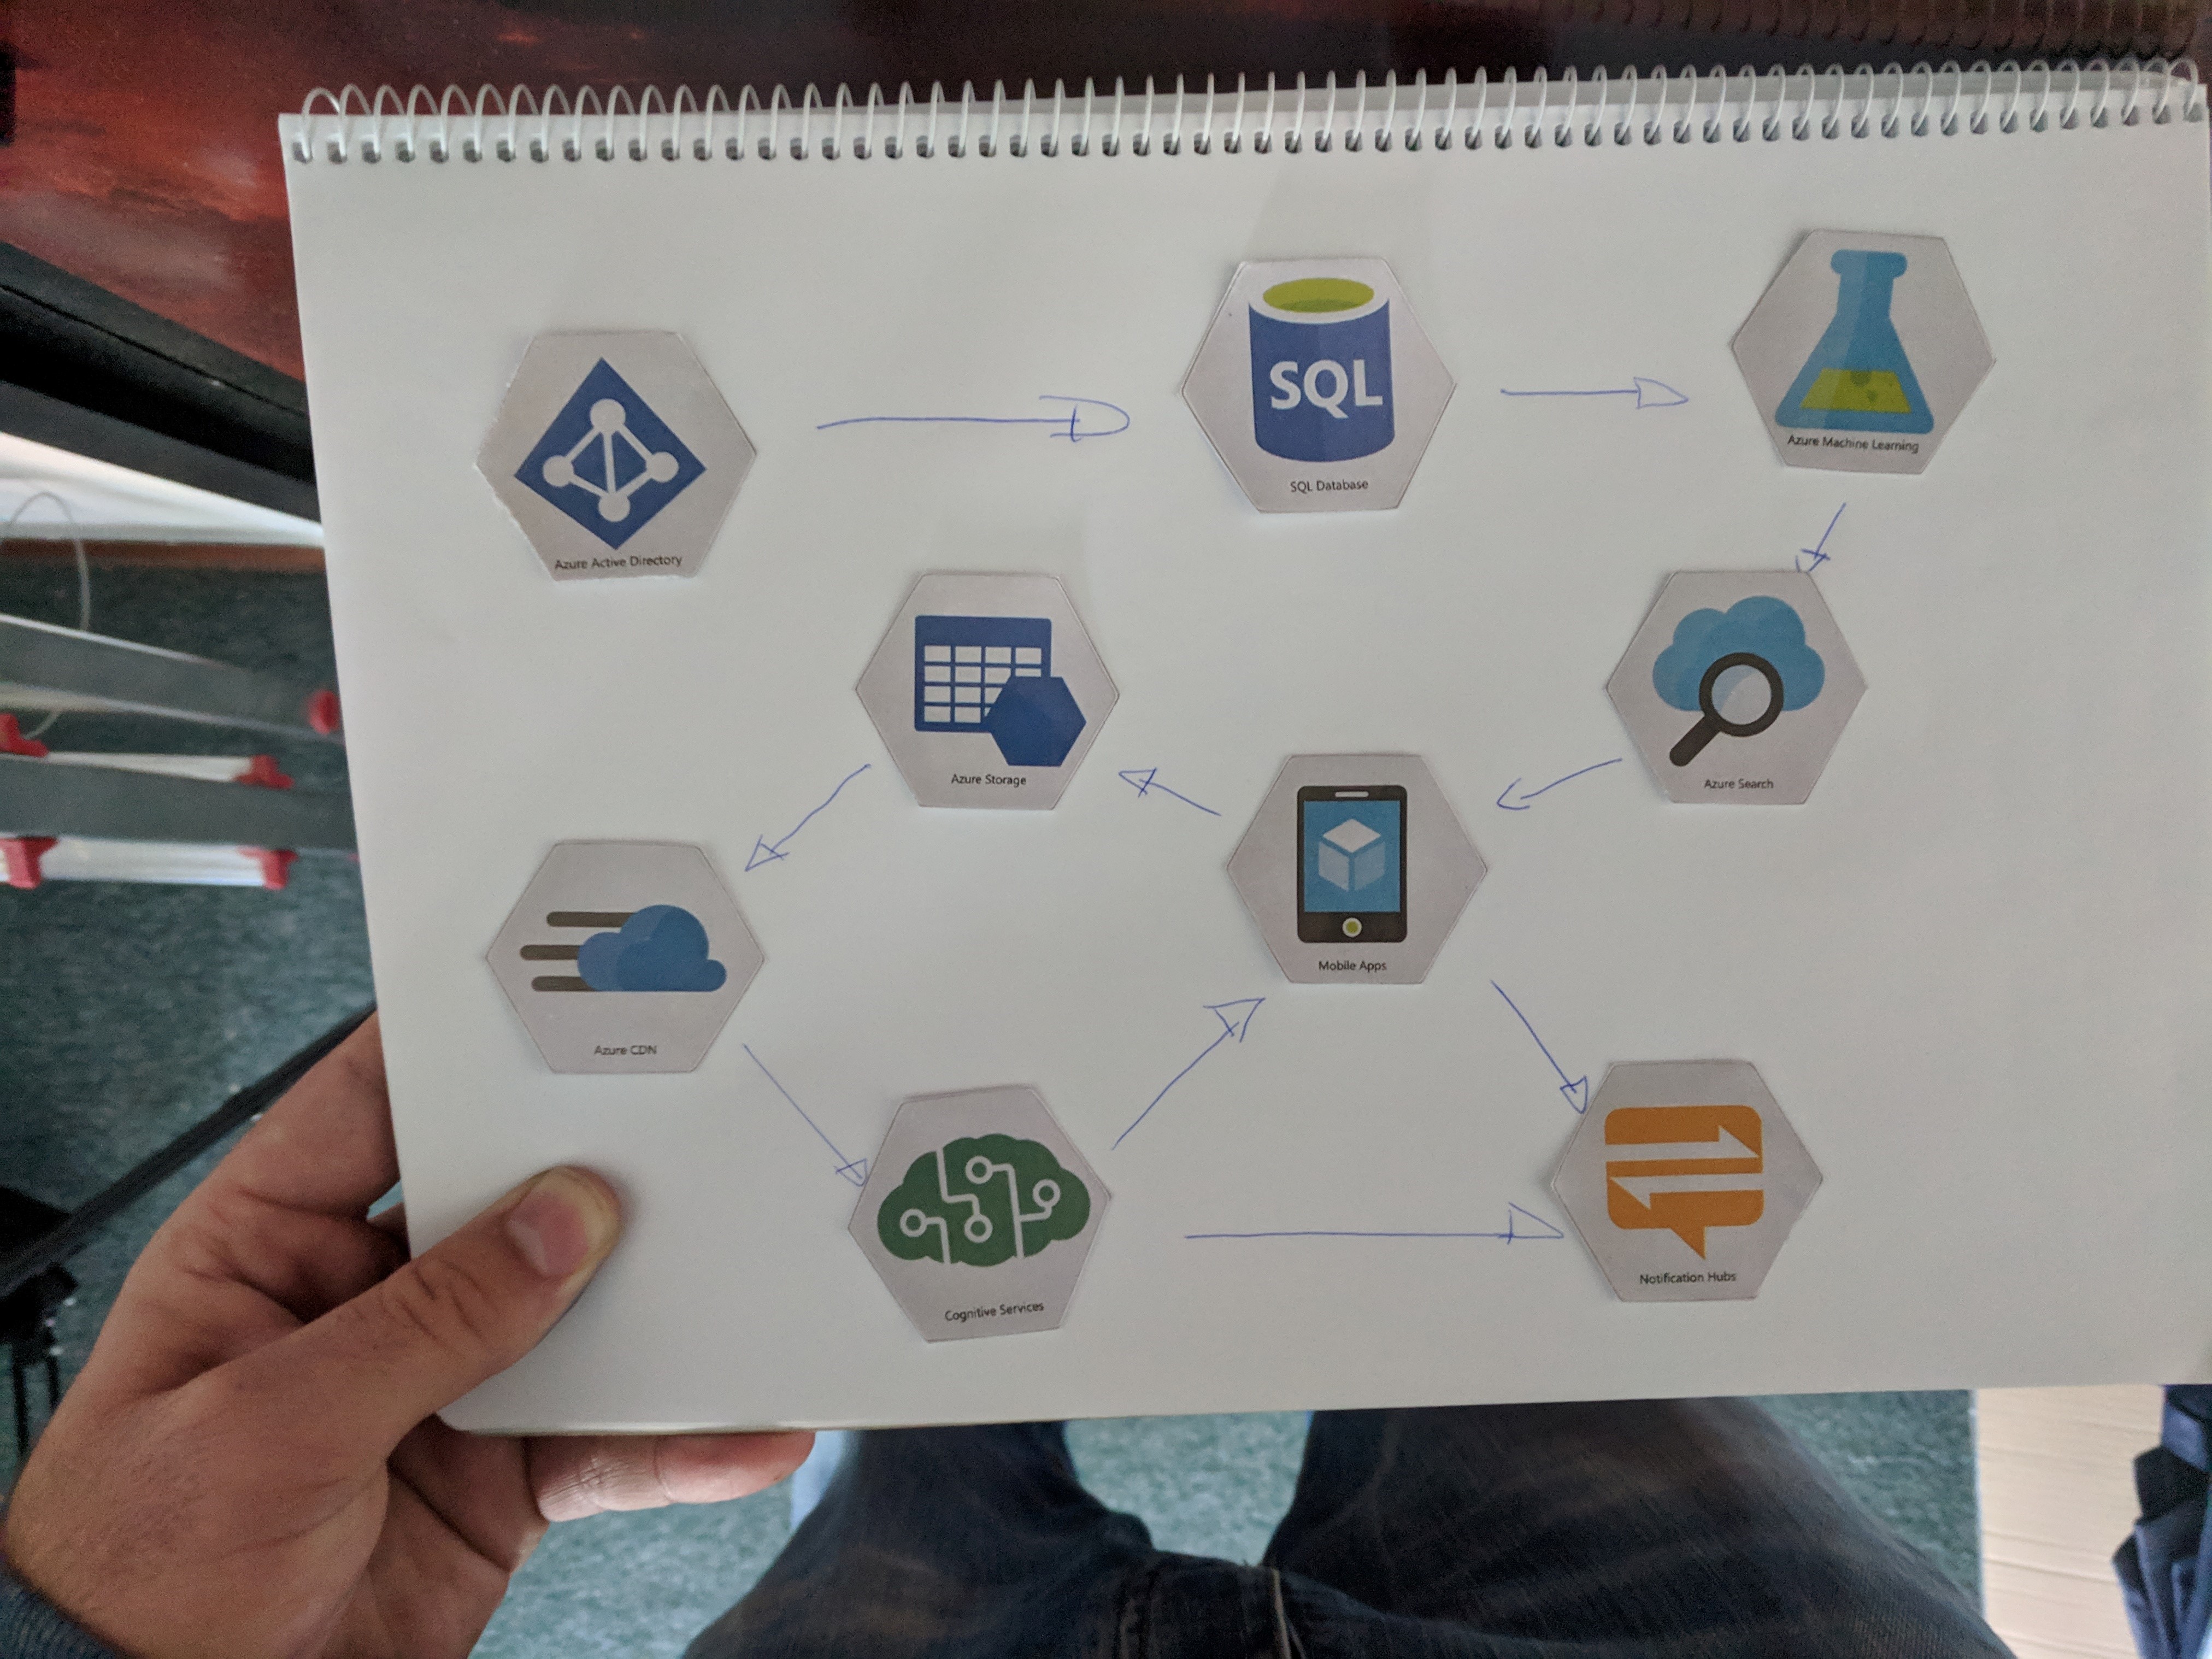 SQL
SQL Database
Azure Machine Learning
Azure Active Directory
Azure Storage
Azure Search
Mobile Apps
Azure CDN
Cognitive Services
Notification Hubs